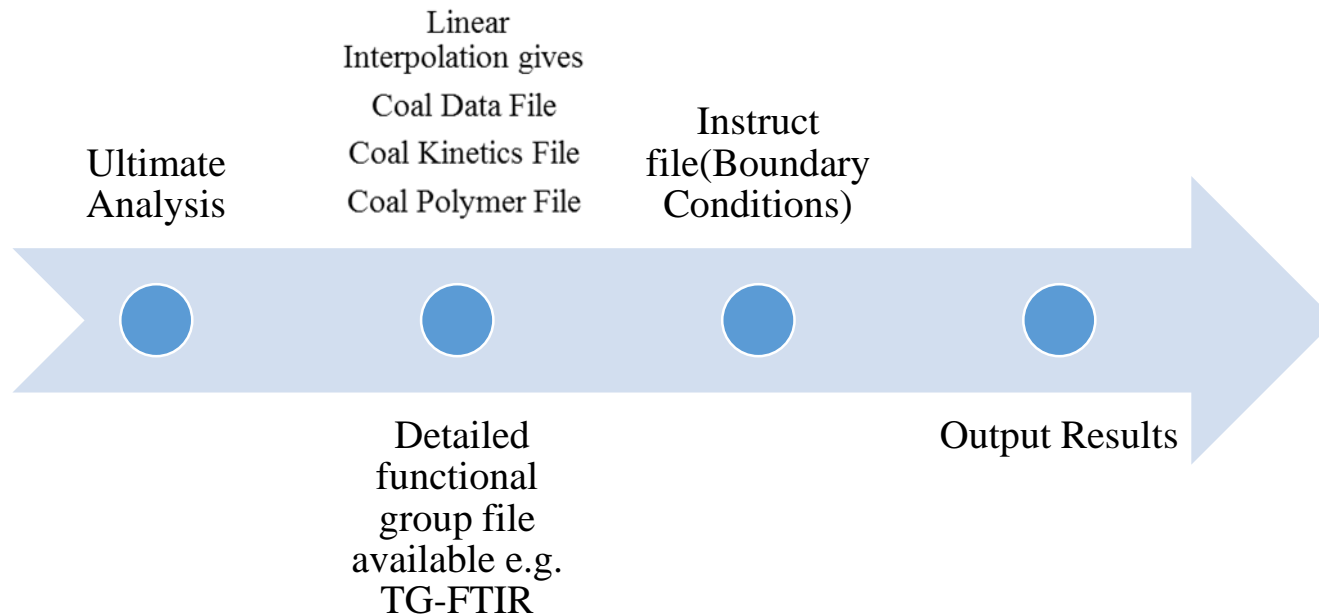 Ultimate
Analysis
Linear
Interpolation gives
Coal Data File
Coal Kinetics File
Coal Polymer File
Detailed
functional
group file
available e.g.
TG-FTIR
Instruct
file(Boundary
Conditions)
Output Results